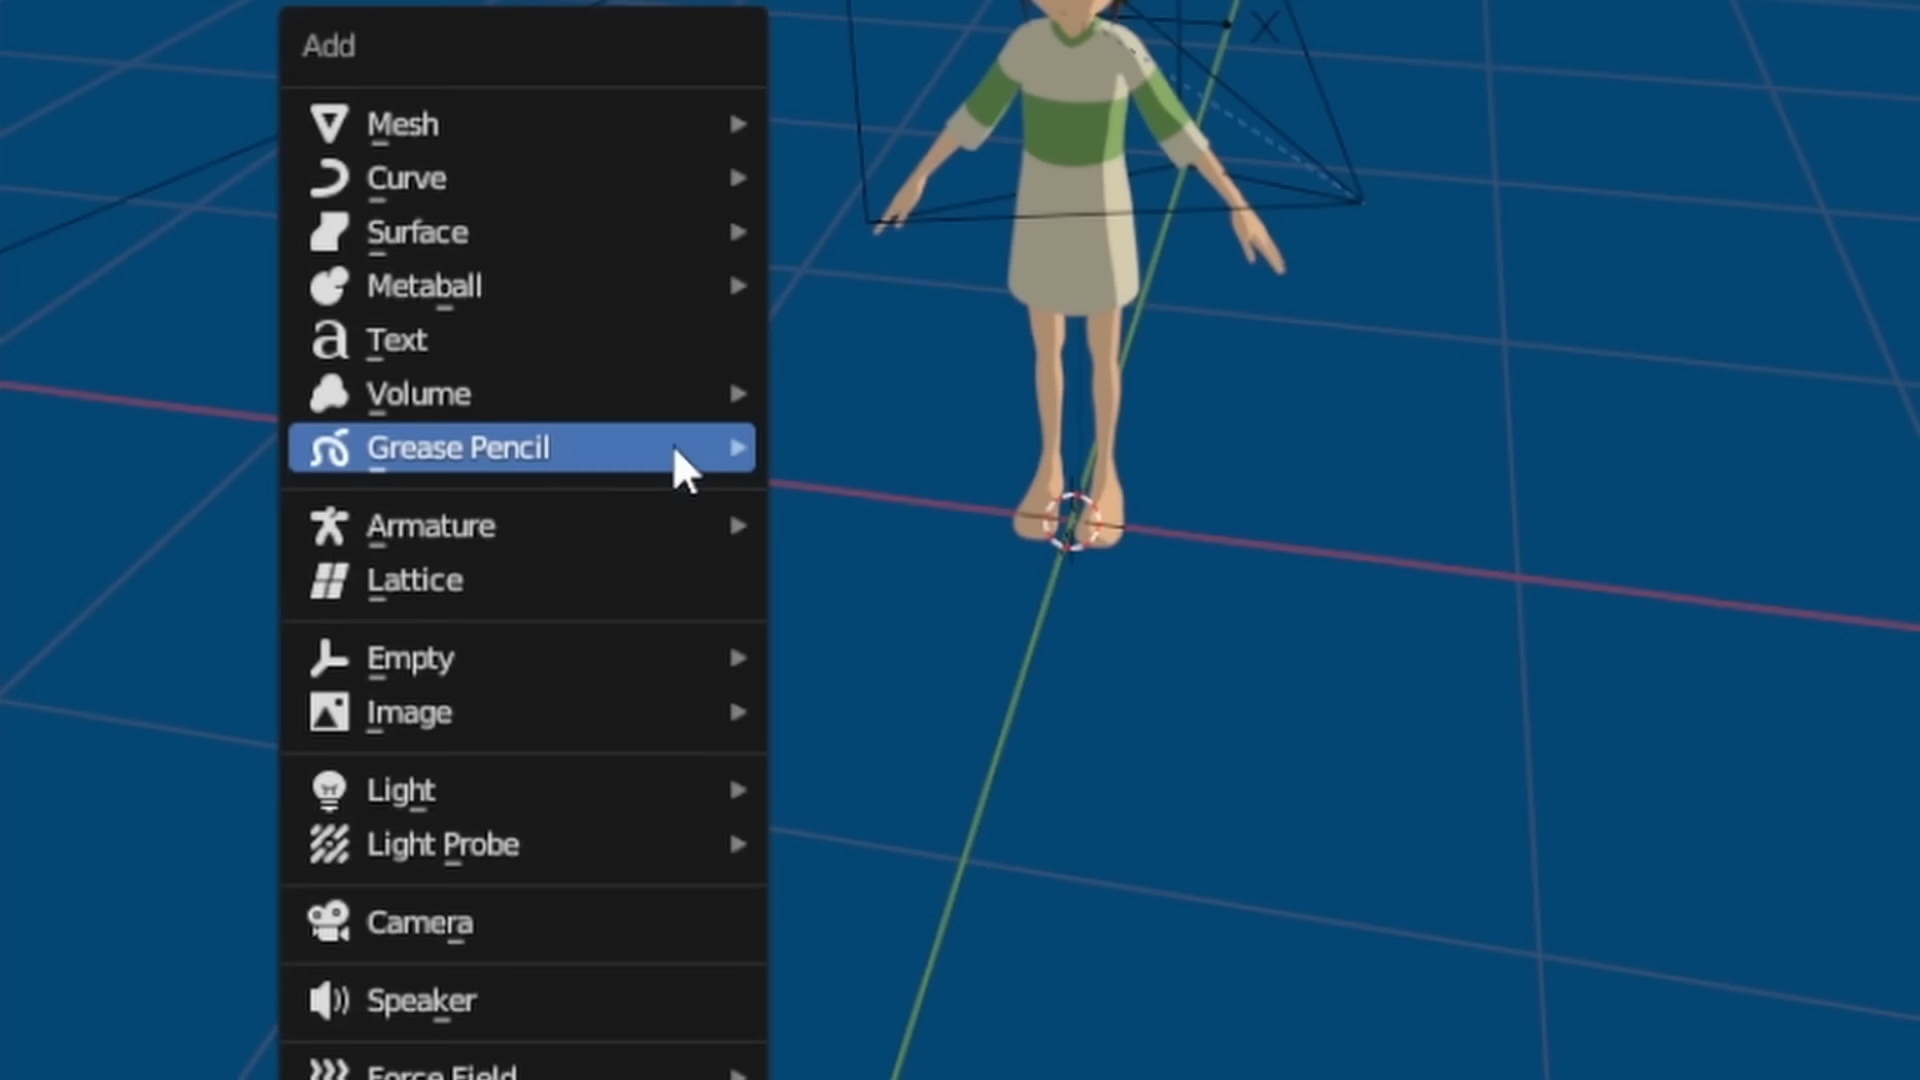 Add
Mesh
Curve
Surface
Metaball
Text
Volume
Grease Pencil
Armature
Lattice
Empty
Image
Light
Light Probe
Camera
Speaker
Force Field